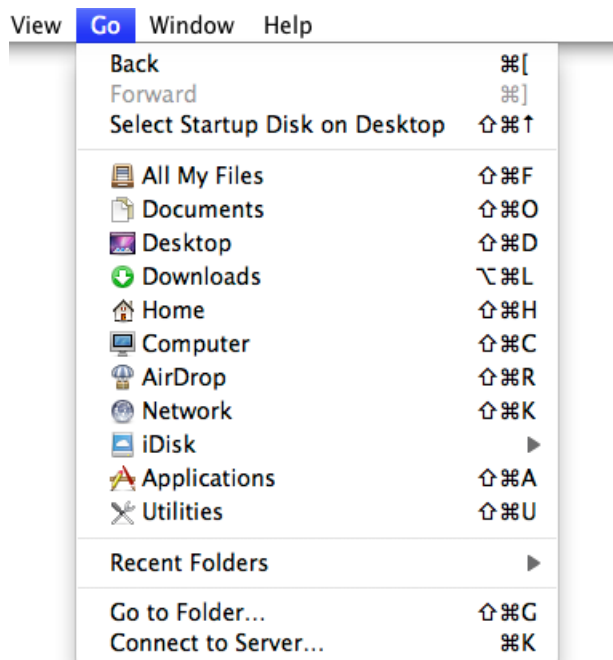 View Go Window Help
Back ⌘[
Forward ⌘]
Select Startup Disk on Desktop ⇧⌘↑
All My Files ⇧⌘F
Documents ⇧⌘O
Desktop ⇧⌘D
Downloads ⌥⌘L
Home ⇧⌘H
Computer ⇧⌘C
AirDrop ⇧⌘R
Network ⇧⌘K
iDisk ▶
Applications ⇧⌘A
Utilities ⇧⌘U
Recent Folders ▶
Go to Folder... ⇧⌘G
Connect to Server... ⌘K